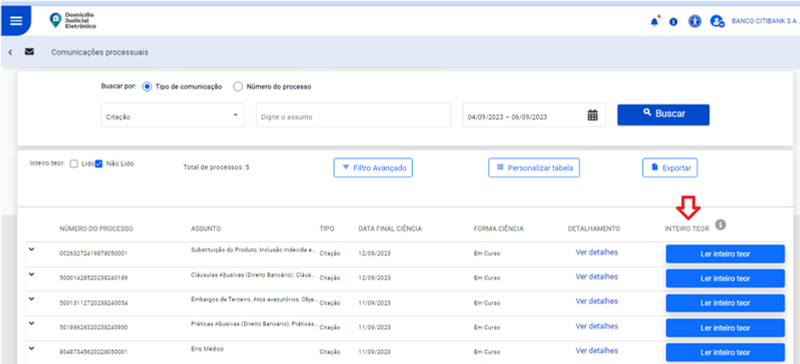 Domicílio
Judicial
Eletrônico
BANCO CITIBANK S A
Comunicações processuais
Buscar por: Tipo de comunicação Número do processo
Citação Digite o assunto 04/09/2023 – 06/09/2023 Buscar
Inteiro teor: Lido Não Lido Total de processos: 5 Filtro Avançado Personalizar tabela Exportar
NÚMERO DO PROCESSO ASSUNTO TIPO DATA FINAL CIÊNCIA FORMA CIÊNCIA DETALHAMENTO INTEIRO TEOR
00263272419878050001 Substituição do Produto, Inclusão Indevida e... Citação 12/09/2023 Em Curso Ver detalhes Ler inteiro teor
50001428520238240189 Cláusulas Abusivas (Direito Bancário), Cláus... Citação 12/09/2023 Em Curso Ver detalhes Ler inteiro teor
50013112720238240054 Embargos de Terceiro, Atos executórios, Obje... Citação 11/09/2023 Em Curso Ver detalhes Ler inteiro teor
50189626320238240930 Práticas Abusivas (Direito Bancário), Práticas... Citação 11/09/2023 Em Curso Ver detalhes Ler inteiro teor
80487345620228050001 Erro Médico Citação 11/09/2023 Em Curso Ver detalhes Ler inteiro teor